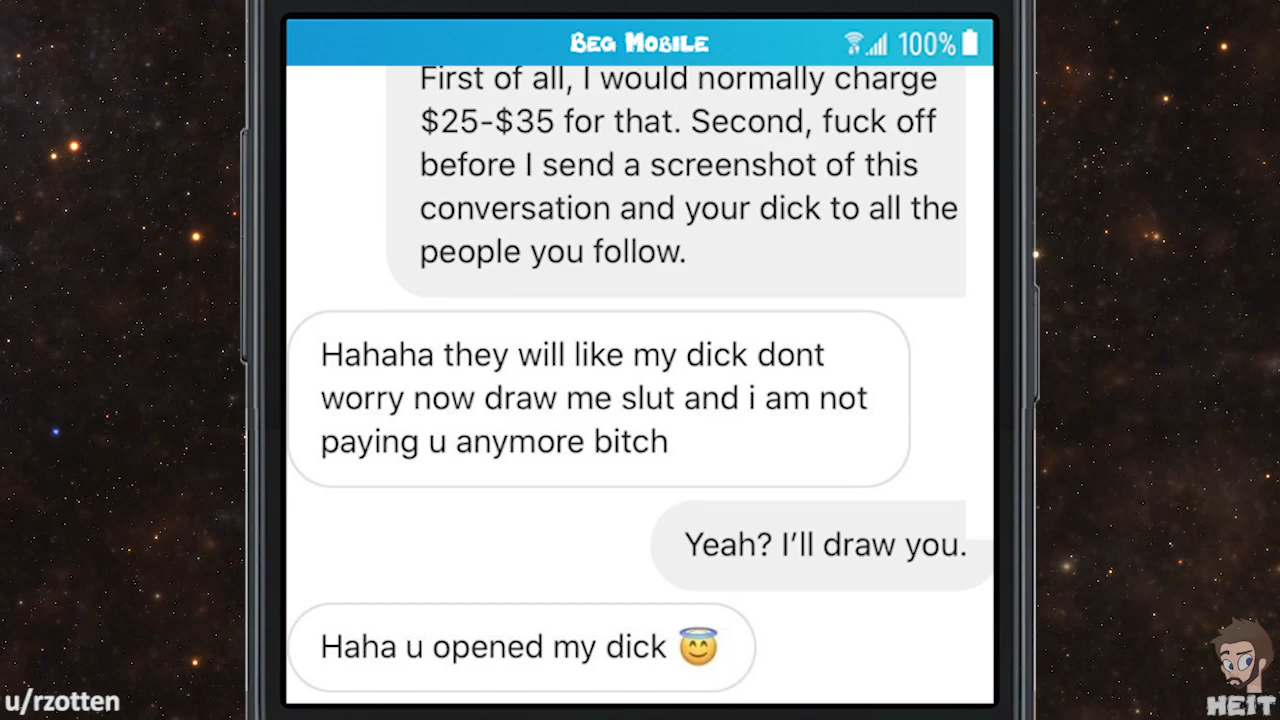 BEG MOBILE
100%
First of all, I would normally charge
$25-$35 for that. Second, fuck off
before I send a screenshot of this
conversation and your dick to all the
people you follow.
Hahaha they will like my dick dont
worry now draw me slut and i am not
paying u anymore bitch
Yeah? I’ll draw you.
Haha u opened my dick 😇
u/rzotten
HEIT